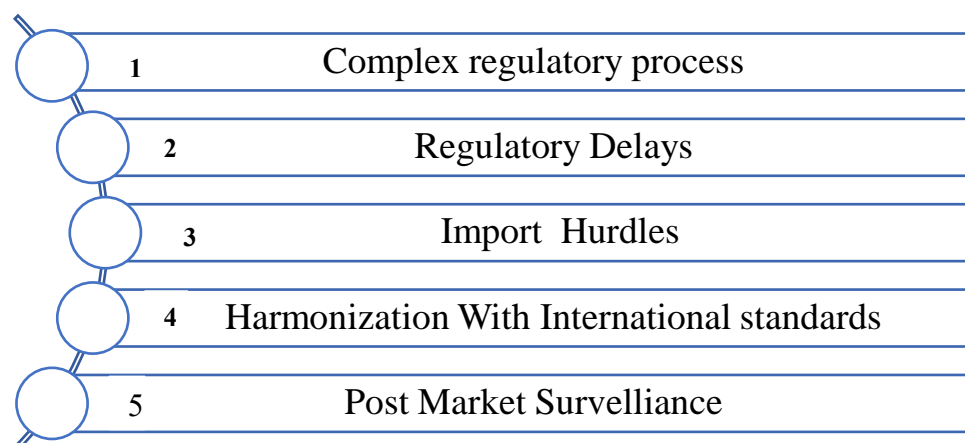 1 Complex regulatory process
2 Regulatory Delays
3 Import Hurdles
4 Harmonization With International standards
5 Post Market Survelliance